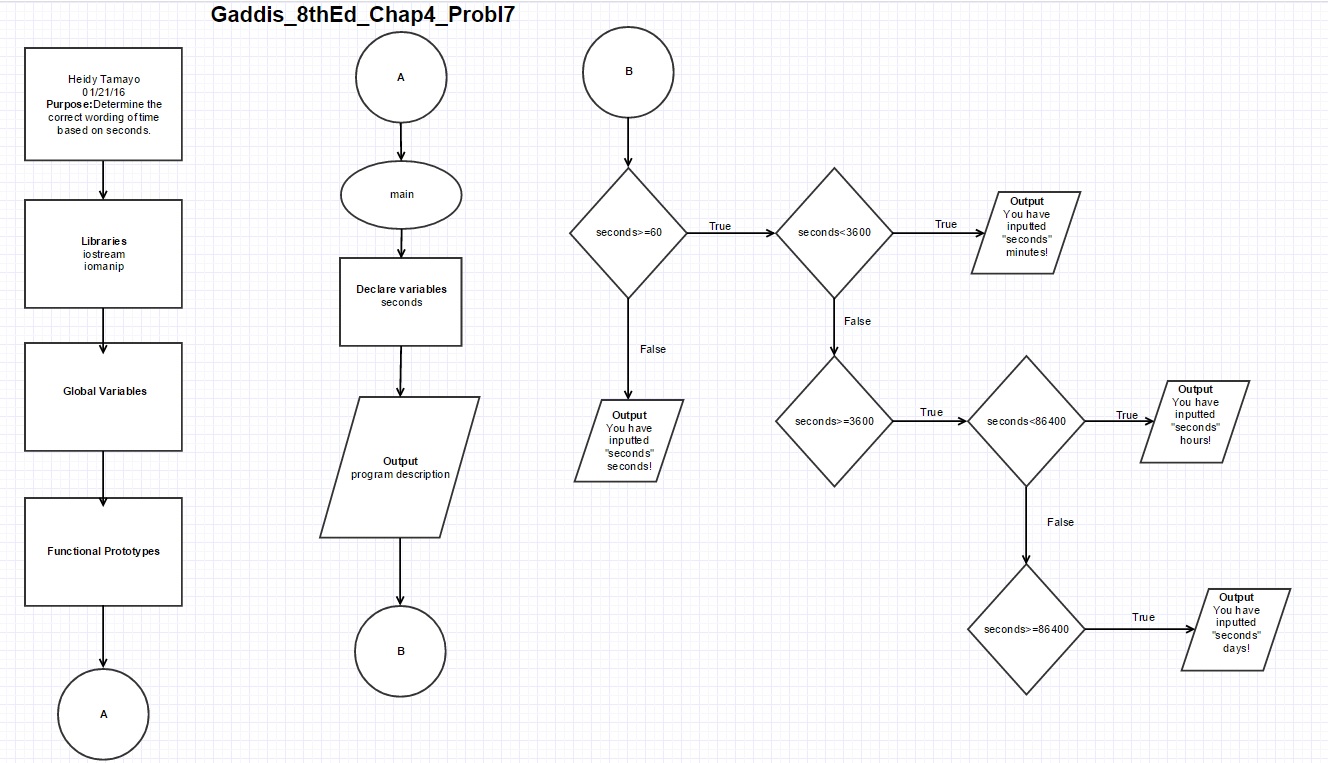 Gaddis_8thEd_Chap4_Probl7
Heidy Tamayo
01/21/16
Purpose:Determine the
correct wording of time
based on seconds.
Libraries
iostream
iomanip
Global Variables
Functional Prototypes
A
A
main
Declare variables
seconds
Output
program description
B
B
seconds>=60
True
False
Output
You have
inputted
"seconds"
seconds!
seconds<3600
True
Output
You have
inputted
"seconds"
minutes!
False
seconds>=3600
True
seconds<86400
True
Output
You have
inputted
"seconds"
hours!
False
seconds>=86400
True
Output
You have
inputted
"seconds"
days!